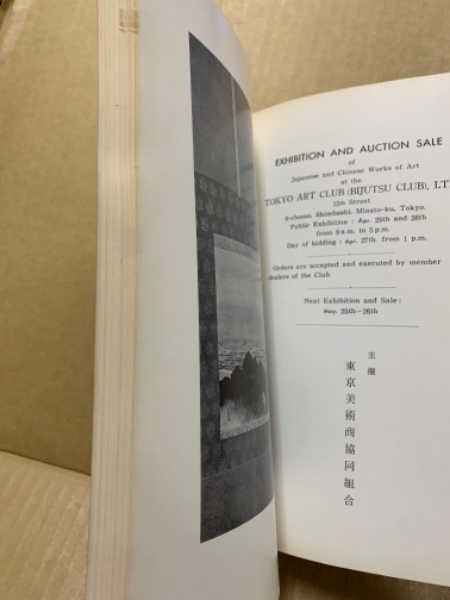 EXHIBITION AND AUCTION SALE
of
Japanese and Chinese Works of Art
at the
TOKYO ART CLUB (BIJUTSU CLUB), LT
15th Street
6-chome, Shimbashi, Minato-ku, Tokyo.
Public Exhibition : Apr. 25th and 26th
from 9 a.m. to 5 p.m.
Day of bidding : Apr. 27th. from 1 p.m.
Orders are accepted and executed by member
dealers of the Club.
Next Exhibition and Sale :
May. 25th—26th
主催
東京美術商協同組合